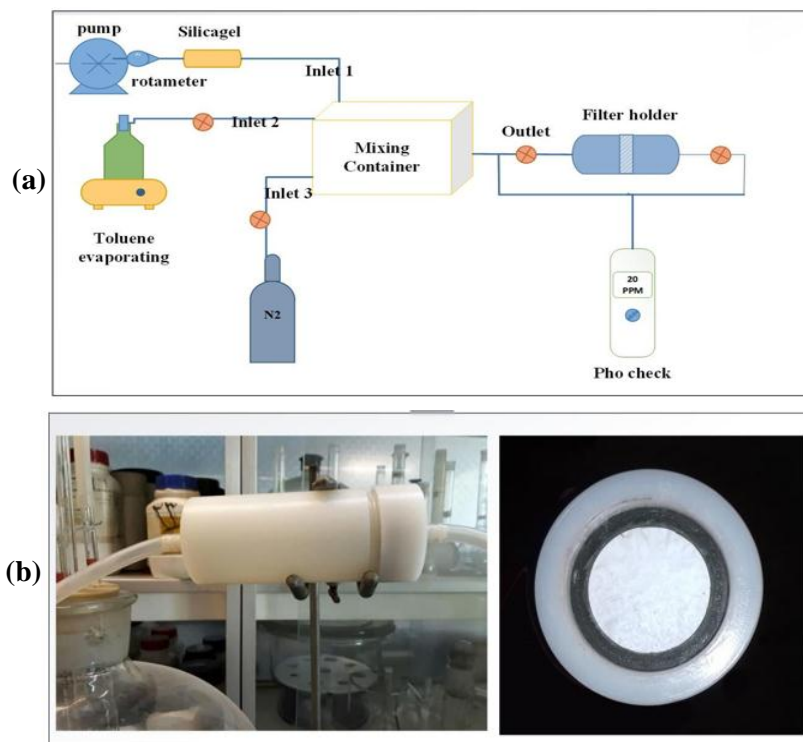 pump
Silicagel
rotameter
Inlet 1
Inlet 2
Outlet
Filter holder
Mixing
Container
(a)
Inlet 3
Toluene
evaporating
N2
20
PPM
Pho check
(b)